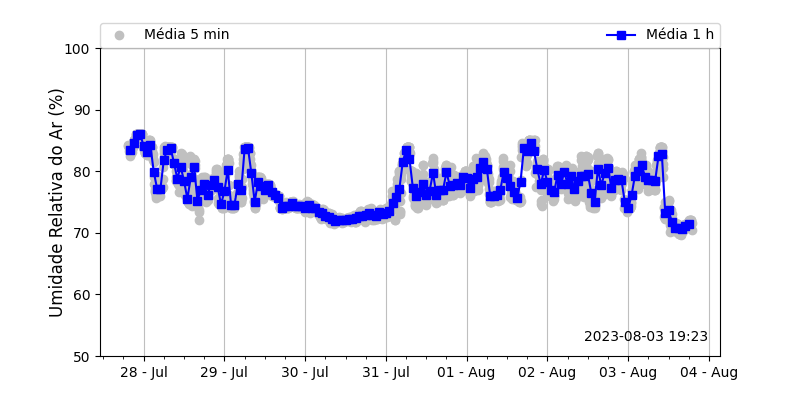 Média 5 min
Média 1 h
Umidade Relativa do Ar (%)
100
90
80
70
60
50
2023-08-03 19:23
28 - Jul
29 - Jul
30 - Jul
31 - Jul
01 - Aug
02 - Aug
03 - Aug
04 - Aug